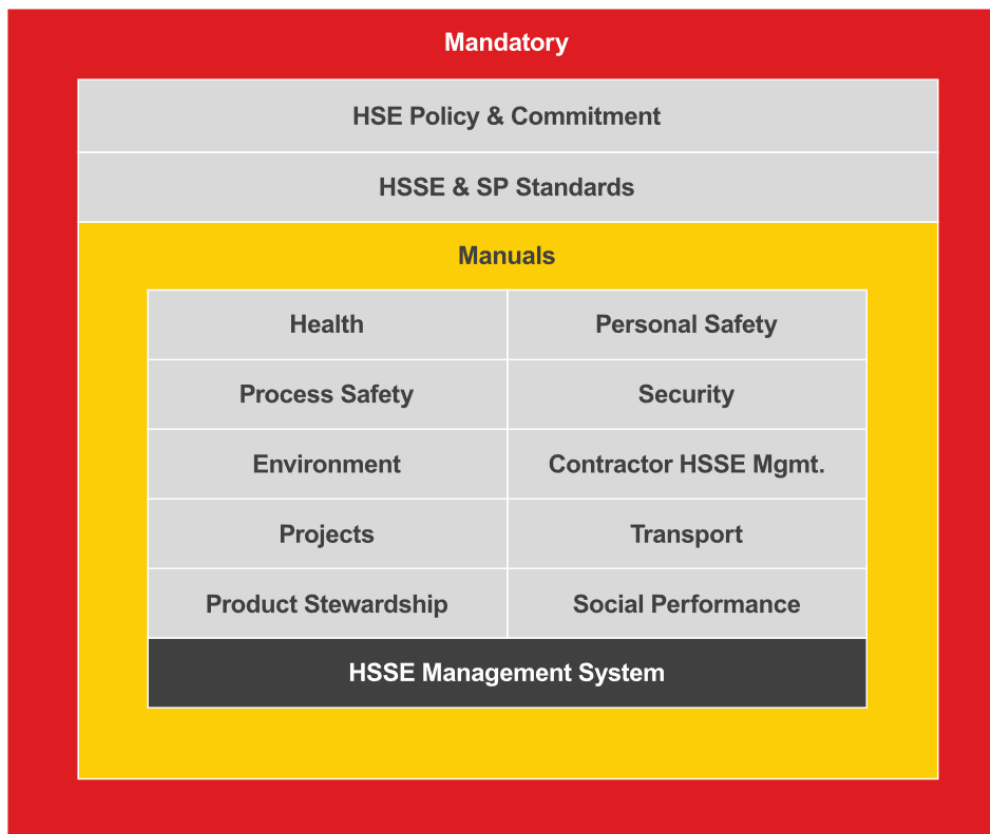 Mandatory
HSE Policy & Commitment
HSSE & SP Standards
Manuals
Health
Personal Safety
Process Safety
Security
Environment
Contractor HSSE Mgmt.
Projects
Transport
Product Stewardship
Social Performance
HSSE Management System